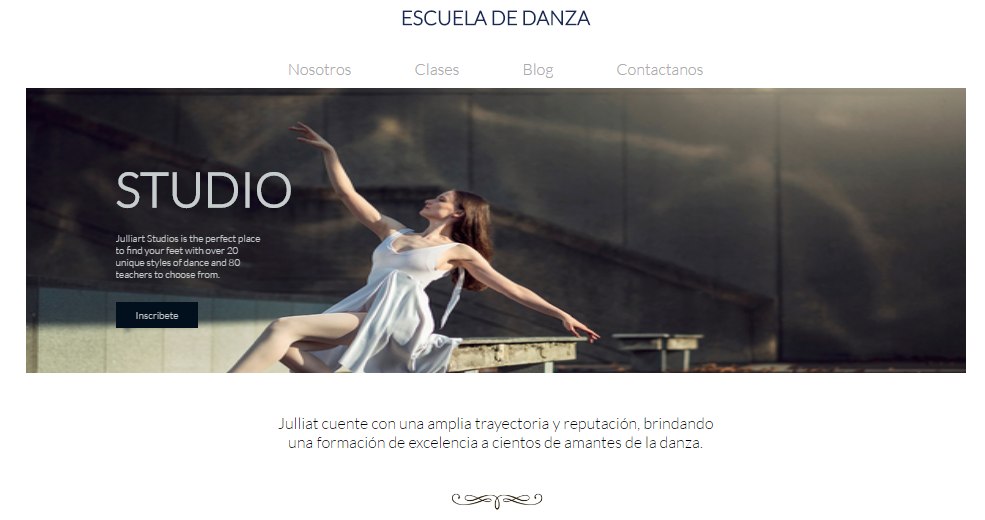 ESCUELA DE DANZA
Nosotros Clases Blog Contactanos
STUDIO
Julliart Studios is the perfect place
to find your feet with over 20
unique styles of dance and 80
teachers to choose from.
Inscribete
Julliat cuente con una amplia trayectoria y reputación, brindando
una formación de excelencia a cientos de amantes de la danza.